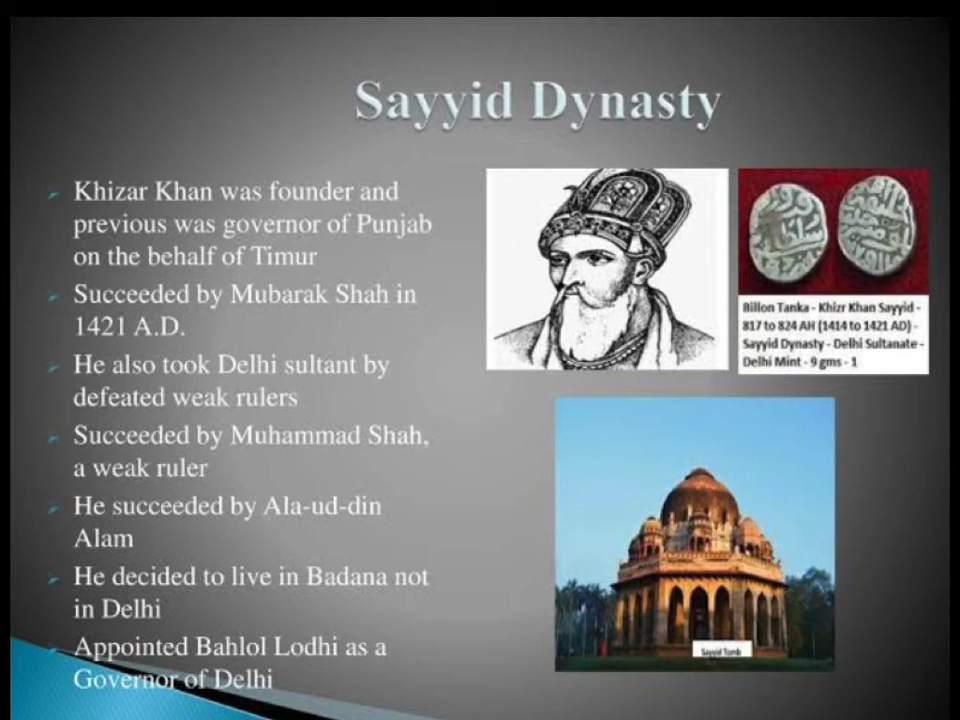 Sayyid Dynasty
Khizar Khan was founder and
previous was governor of Punjab
on the behalf of Timur
Succeeded by Mubarak Shah in
1421 A.D.
He also took Delhi sultant by
defeated weak rulers
Succeeded by Muhammad Shah,
a weak ruler
He succeeded by Ala-ud-din
Alam
He decided to live in Badana not
in Delhi
Appointed Bahlol Lodhi as a
Governor of Delhi
Billon Tanka - Khizr Khan Sayyid -
817 to 824 AH (1414 to 1421 AD) -
Sayyid Dynasty - Delhi Sultanate -
Delhi Mint - 9 gms - 1
Sayyid Tomb